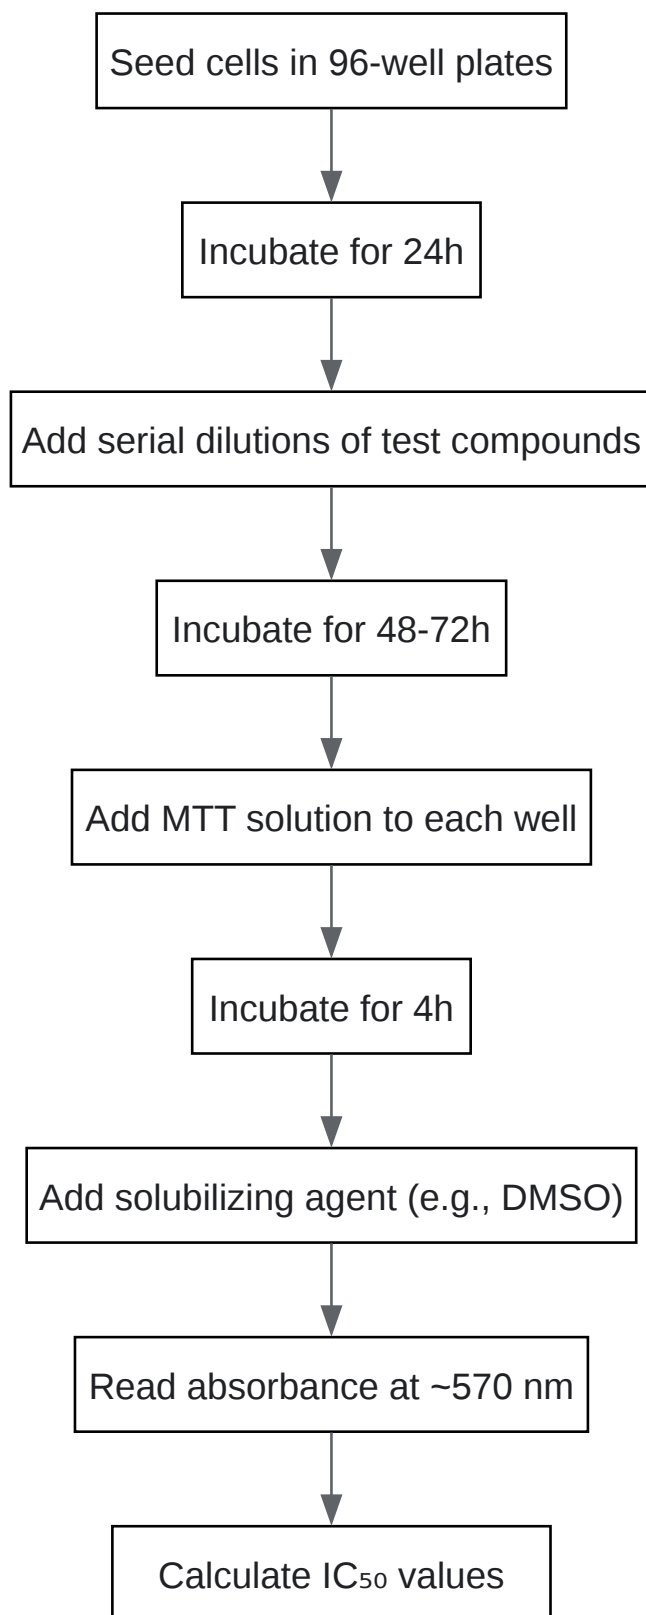 Seed cells in 96-well plates
Incubate for 24h
Add serial dilutions of test compounds
Incubate for 48-72h
Add MTT solution to each well
Incubate for 4h
Add solubilizing agent (e.g., DMSO)
Read absorbance at ~570 nm
Calculate IC₅₀ values